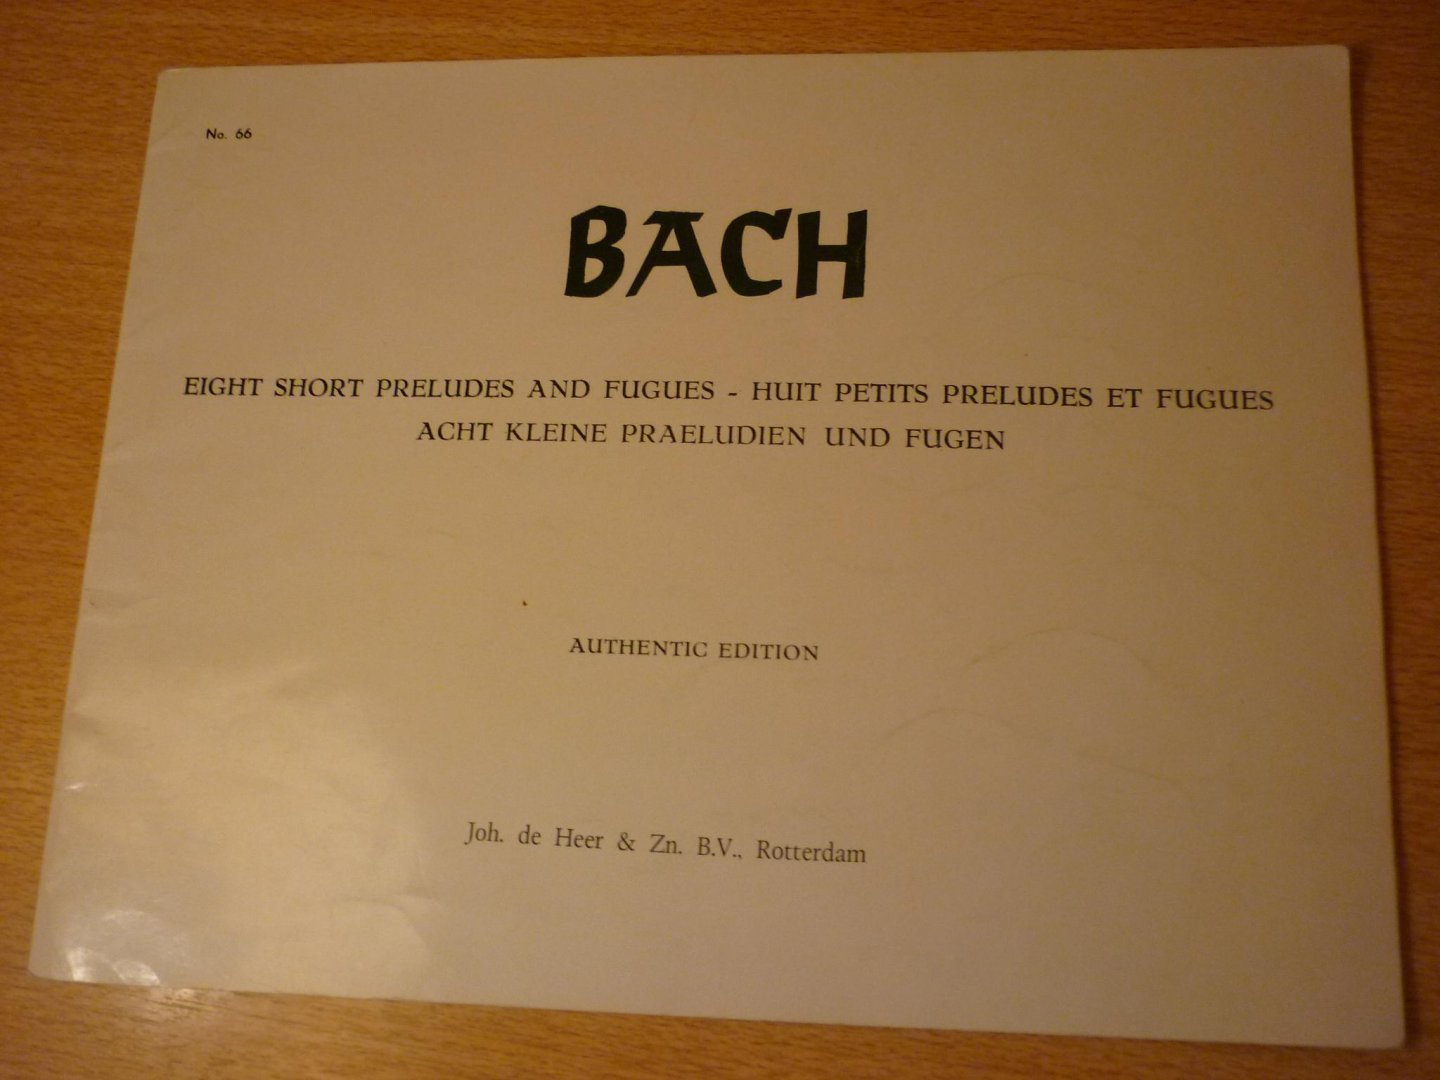 No. 66
BACH
EIGHT SHORT PRELUDES AND FUGUES - HUIT PETITS PRELUDES ET FUGUES
ACHT KLEINE PRAELUDIEN UND FUGEN
AUTHENTIC EDITION
Joh. de Heer & Zn. B.V., Rotterdam